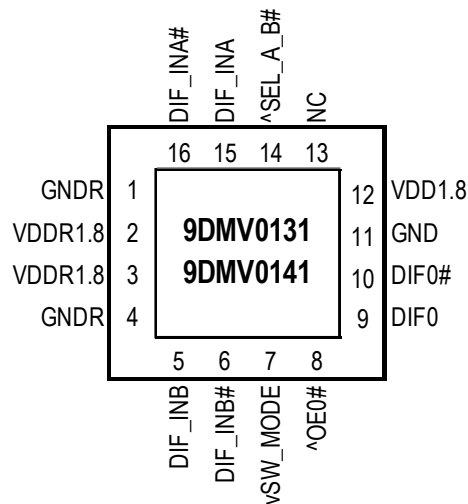 DIF_INA#
DIF_INA
^SEL_A_B#
NC
16 15 14 13
GNDR 1
VDDR1.8 2
VDDR1.8 3
GNDR 4
9DMV0131
9DMV0141
12 VDD1.8
11 GND
10 DIF0#
9 DIF0
5 6 7 8
DIF_INB
DIF_INB#
vSW_MODE
^OE0#